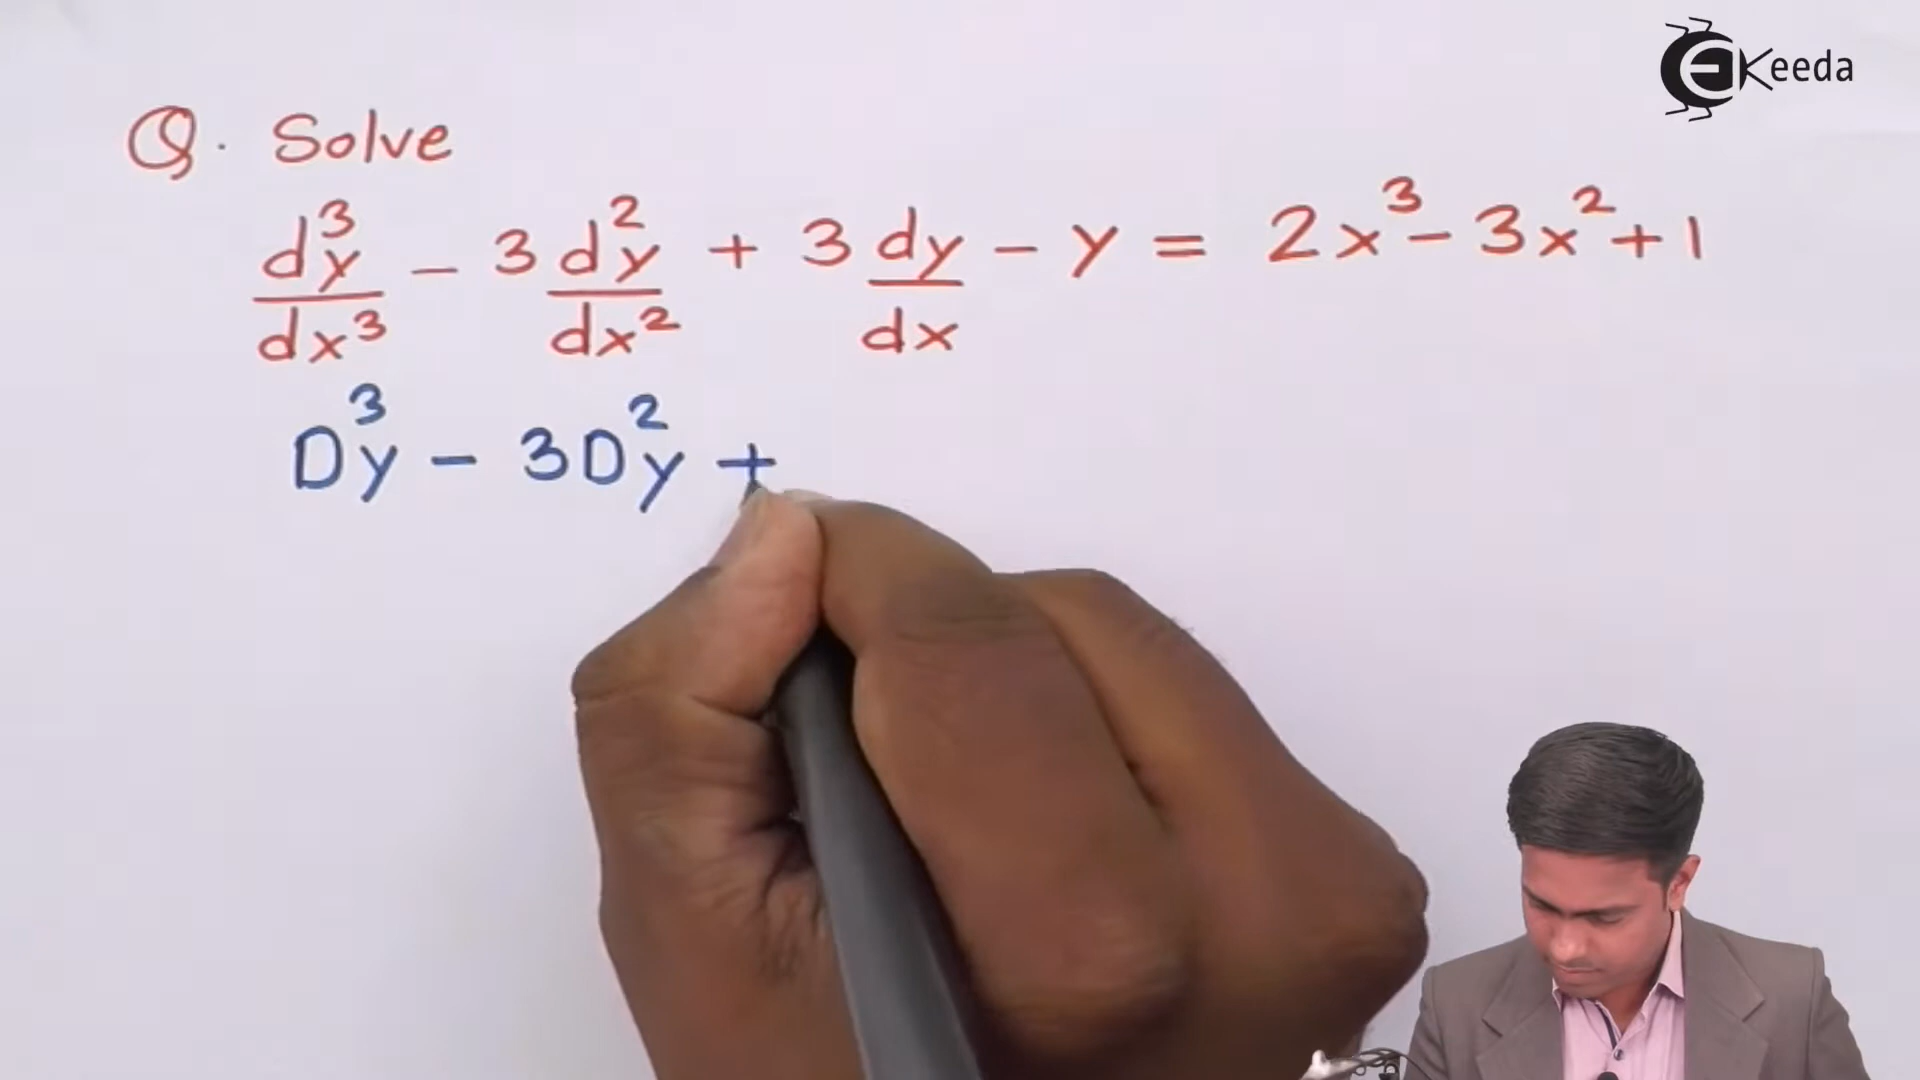 EKeeda
Q. Solve
d³y/dx³ - 3 d²y/dx² + 3 dy/dx - y = 2x³ - 3x² + 1
D³y - 3D²y +